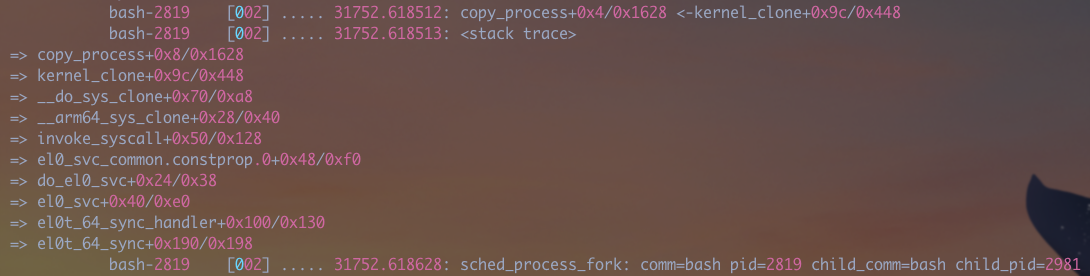 bash-2819    [002] ..... 31752.618512: copy_process+0x4/0x1628 <-kernel_clone+0x9c/0x448
bash-2819    [002] ..... 31752.618513: <stack trace>
=> copy_process+0x8/0x1628
=> kernel_clone+0x9c/0x448
=> __do_sys_clone+0x70/0xa8
=> __arm64_sys_clone+0x28/0x40
=> invoke_syscall+0x50/0x128
=> el0_svc_common.constprop.0+0x48/0xf0
=> do_el0_svc+0x24/0x38
=> el0_svc+0x40/0xe0
=> el0t_64_sync_handler+0x100/0x130
=> el0t_64_sync+0x190/0x198
bash-2819    [002] ..... 31752.618628: sched_process_fork: comm=bash pid=2819 child_comm=bash child_pid=2981